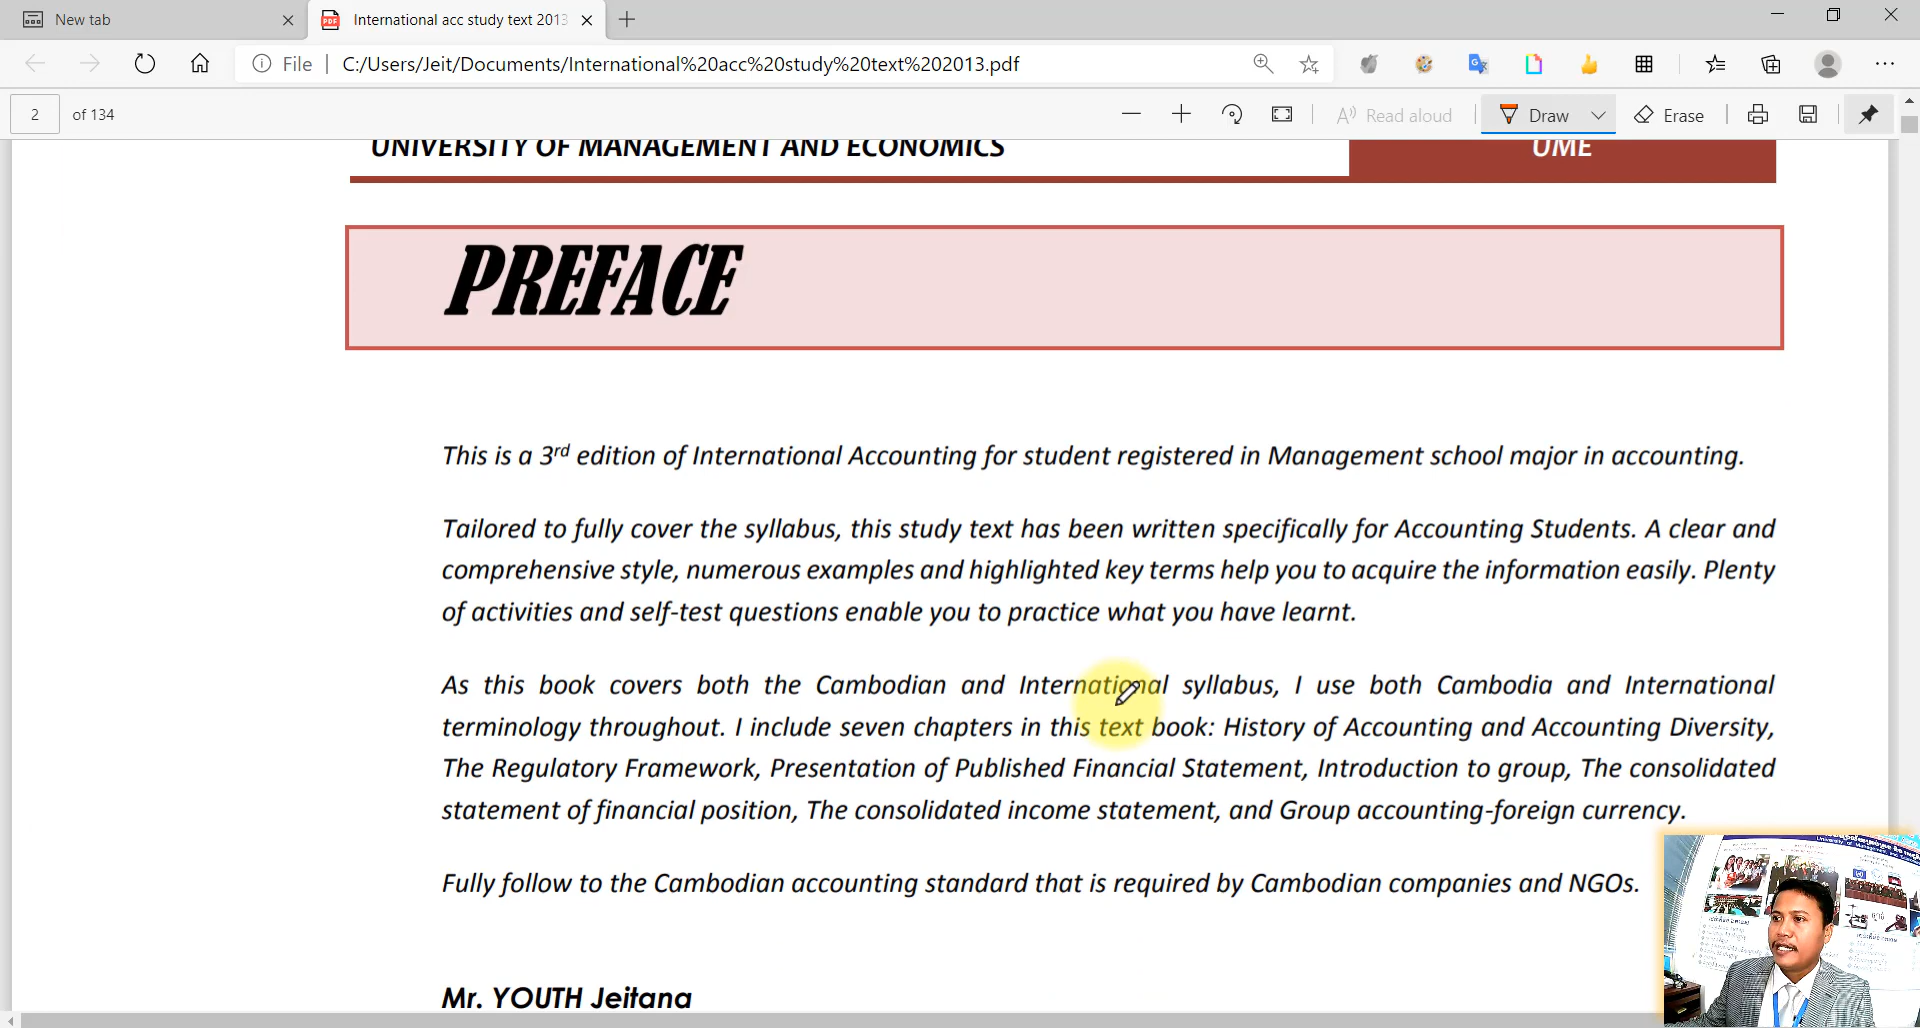 New tab
International acc study text 2013
File
C:/Users/Jeit/Documents/International%20acc%20study%20text%202013.pdf
2 of 134
Read aloud
Draw
Erase
UNIVERSITY OF MANAGEMENT AND ECONOMICS
UME
PREFACE
This is a 3rd edition of International Accounting for student registered in Management school major in accounting.
Tailored to fully cover the syllabus, this study text has been written specifically for Accounting Students. A clear and
comprehensive style, numerous examples and highlighted key terms help you to acquire the information easily. Plenty
of activities and self-test questions enable you to practice what you have learnt.
As this book covers both the Cambodian and International syllabus, I use both Cambodia and International
terminology throughout. I include seven chapters in this text book: History of Accounting and Accounting Diversity,
The Regulatory Framework, Presentation of Published Financial Statement, Introduction to group, The consolidated
statement of financial position, The consolidated income statement, and Group accounting-foreign currency.
Fully follow to the Cambodian accounting standard that is required by Cambodian companies and NGOs.
Mr. YOUTH Jeitana